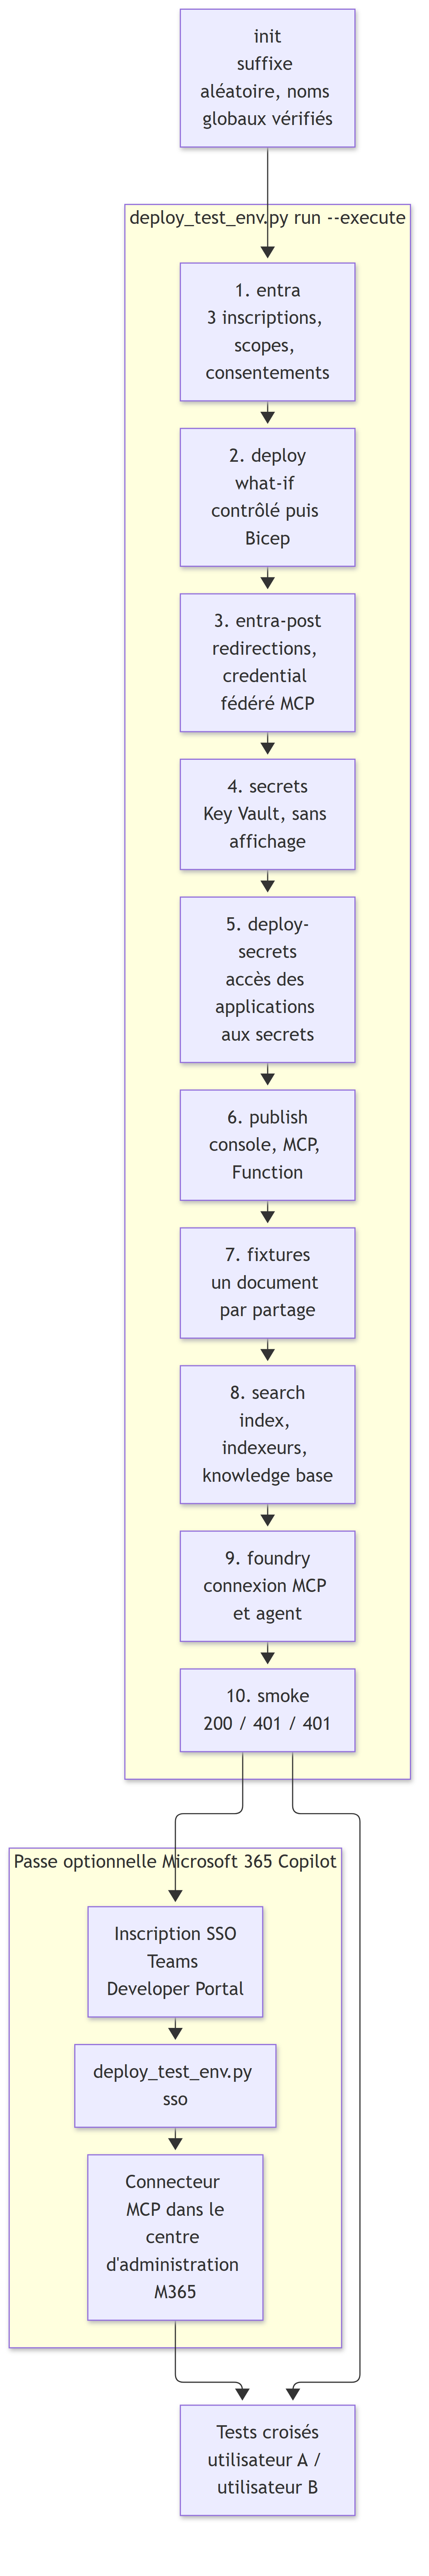 init
suffixe
aléatoire, noms
globaux vérifiés
deploy_test_env.py run --execute
1. entra
3 inscriptions,
scopes,
consentements
2. deploy
what-if
contrôlé puis
Bicep
3. entra-post
redirections,
credential
fédéré MCP
4. secrets
Key Vault, sans
affichage
5. deploy-
secrets
accès des
applications
aux secrets
6. publish
console, MCP,
Function
7. fixtures
un document
par partage
8. search
index,
indexeurs,
knowledge base
9. foundry
connexion MCP
et agent
10. smoke
200 / 401 / 401
Passe optionnelle Microsoft 365 Copilot
Inscription SSO
Teams
Developer Portal
deploy_test_env.py
sso
Connecteur
MCP dans le
centre
d'administration
M365
Tests croisés
utilisateur A /
utilisateur B